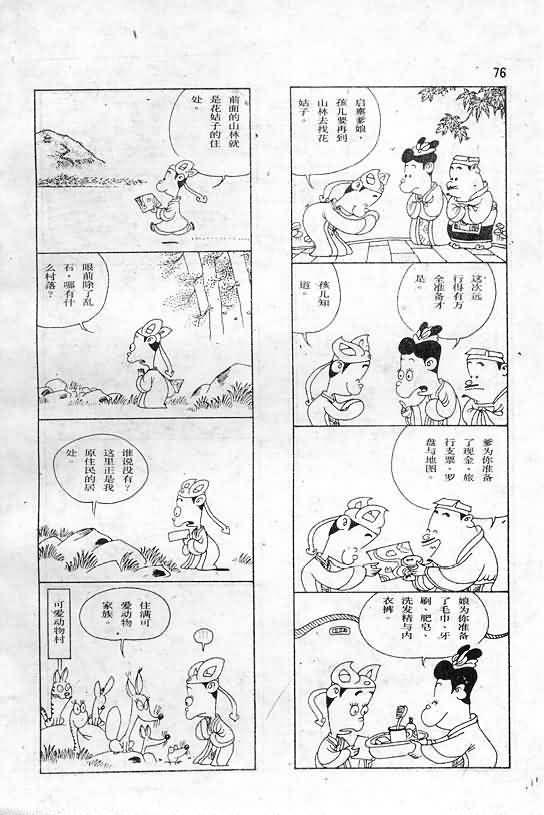 76
启禀爹娘，
孩儿要再到
山林去找花
姑子。
这次远
行得有万
全准备才
是。
孩儿知
道。
爹为你准备
了现金、旅
行支票、罗
盘与地图。
娘为你准备
了毛巾、牙
刷、肥皂、
洗发精与内
衣裤。
前面的山林就
是花姑子的住
处。
眼前除了乱
石，哪有什
么村落？
谁说没有？
这里正是我
原住民的居
处。
住满可
爱动物
家族。
可爱动物村